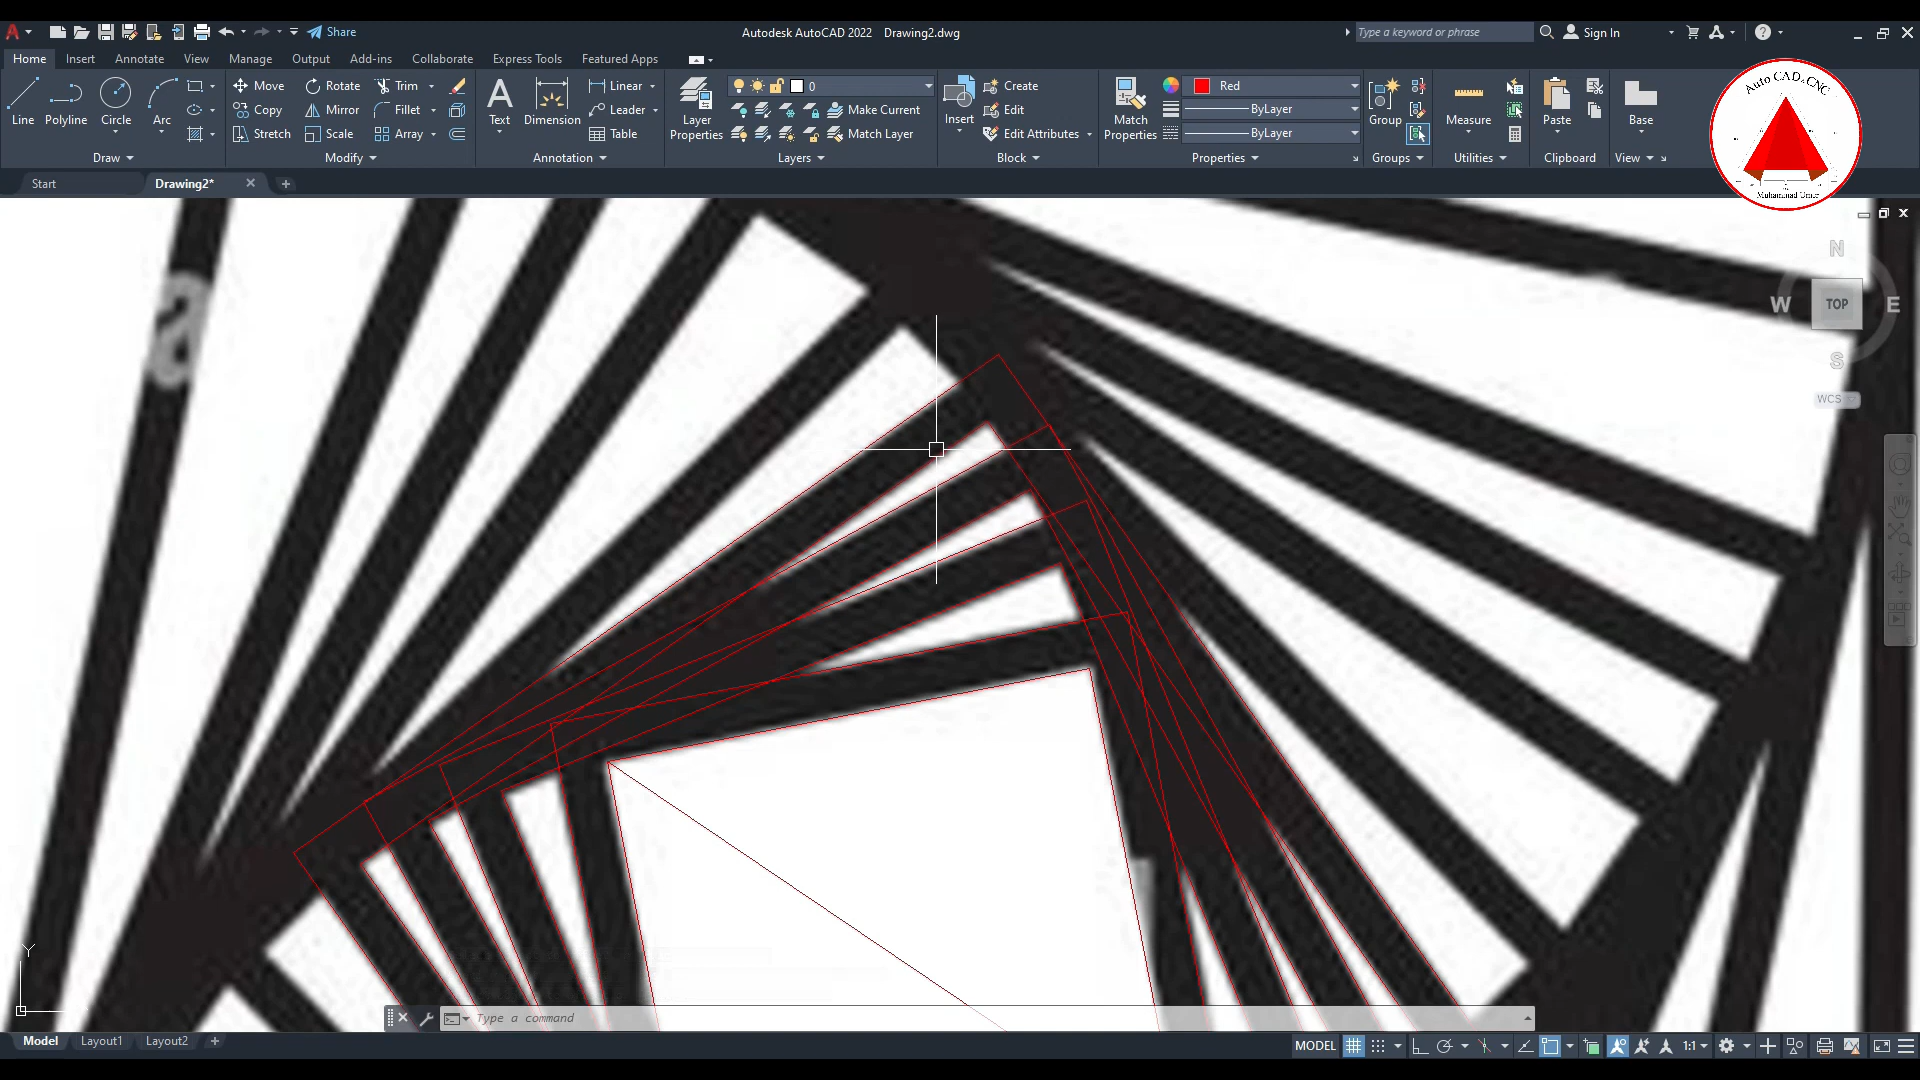 Share
Autodesk AutoCAD 2022 Drawing2.dwg
Type a keyword or phrase
Sign In
Home Insert Annotate View Manage Output Add-ins Collaborate Express Tools Featured Apps
Line Polyline Circle Arc
Move Rotate Trim
Copy Mirror Fillet
Stretch Scale Array
Draw Modify
Text Dimension
Linear
Leader
Table
Annotation
Layer Properties
0
Make Current
Match Layer
Layers
Insert
Create
Edit
Edit Attributes
Block
Match Properties
Red
ByLayer
ByLayer
Properties
Group
Groups
Measure
Utilities
Paste
Clipboard
Base
View
Auto CAD & CNC
Muhammad Umar
Start Drawing2*
N
W TOP E
S
WCS
Y
Type a command
Model Layout1 Layout2
MODEL 1:1